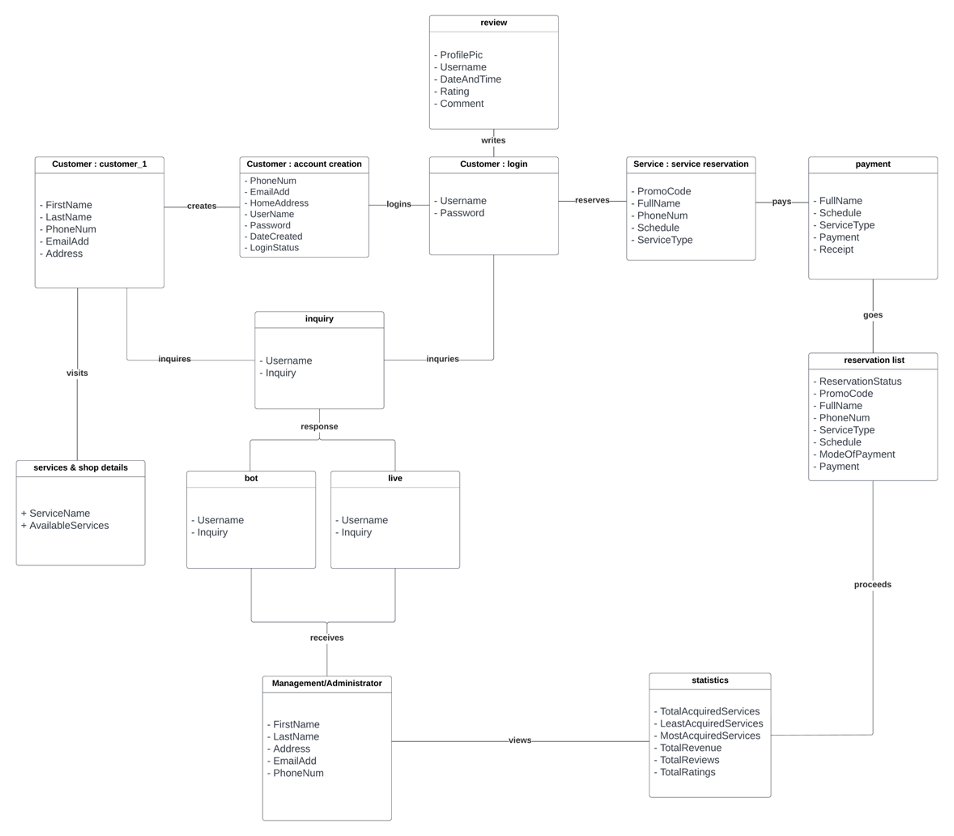 review
- ProfilePic
- Username
- DateAndTime
- Rating
- Comment
writes
Customer : customer_1
- FirstName
- LastName
- PhoneNum
- EmailAdd
- Address
creates
Customer : account creation
- PhoneNum
- EmailAdd
- HomeAddress
- UserName
- Password
- DateCreated
- LoginStatus
logins
Customer : login
- Username
- Password
reserves
Service : service reservation
- PromoCode
- FullName
- PhoneNum
- Schedule
- ServiceType
pays
payment
- FullName
- Schedule
- ServiceType
- Payment
- Receipt
goes
inquiry
- Username
- Inquiry
inquires
inquries
visits
response
reservation list
- ReservationStatus
- PromoCode
- FullName
- PhoneNum
- ServiceType
- Schedule
- ModeOfPayment
- Payment
services & shop details
+ ServiceName
+ AvailableServices
bot
- Username
- Inquiry
live
- Username
- Inquiry
proceeds
receives
Management/Administrator
- FirstName
- LastName
- Address
- EmailAdd
- PhoneNum
views
statistics
- TotalAcquiredServices
- LeastAcquiredServices
- MostAcquiredServices
- TotalRevenue
- TotalReviews
- TotalRatings